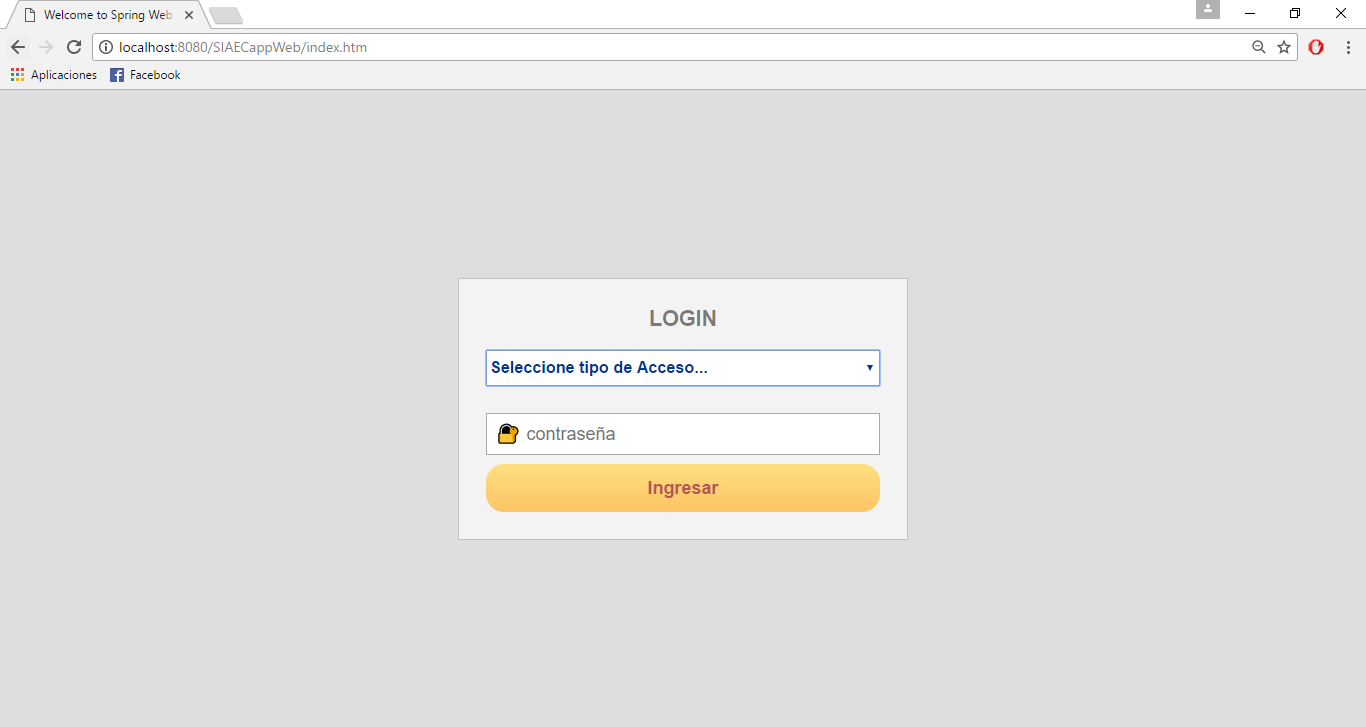 Welcome to Spring Web
localhost:8080/SIAECappWeb/index.htm
Aplicaciones Facebook
LOGIN
Seleccione tipo de Acceso...
contraseña
Ingresar